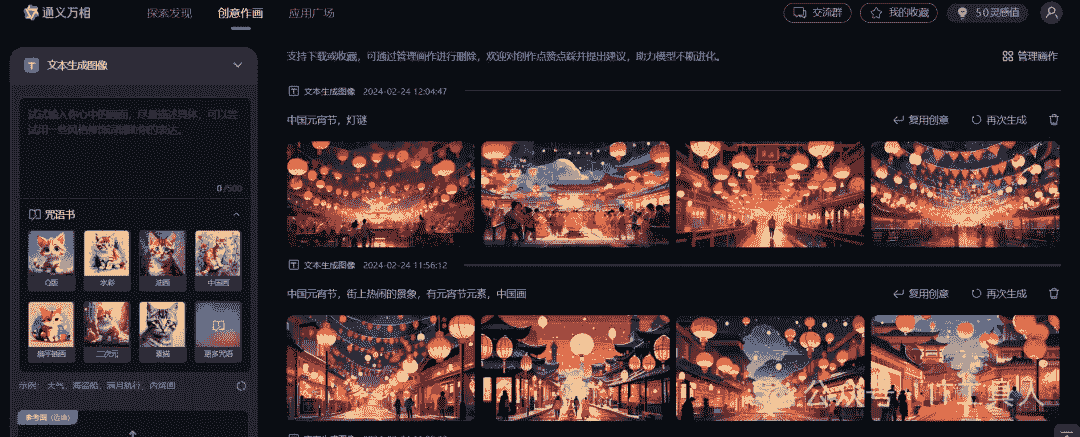 通义万相
探索发现
创意作画
应用广场
交流群
我的收藏
50灵感值
文本生成图像
支持下载或收藏，可通过管理画作进行删除，欢迎对创作点赞点踩并提出建议，助力模型不断进化。
管理画作
文本生成图像 2024-02-24 12:04:47
中国元宵节，灯谜
复用创意
再次生成
0/500
咒语书
Q版
水彩
油画
中国画
扁平插画
二次元
素描
更多咒语
文本生成图像 2024-02-24 11:56:12
中国元宵节，街上热闹的景象，有元宵节元素，中国画
复用创意
再次生成
公众号 IT工具人